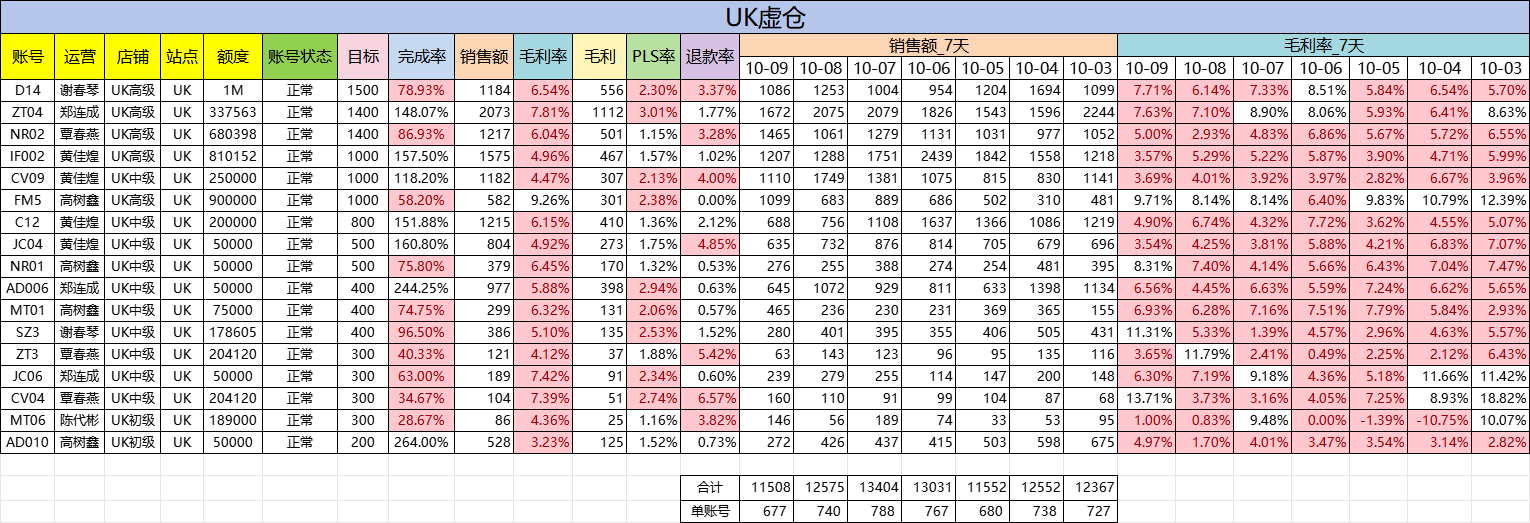 UK虚仓
账号 运营 店铺 站点 额度 账号状态 目标 完成率 销售额 毛利率 毛利 PLS率 退款率 销售额_7天 毛利率_7天
10-09 10-08 10-07 10-06 10-05 10-04 10-03 10-09 10-08 10-07 10-06 10-05 10-04 10-03
D14 谢春琴 UK高级 UK 1M 正常 1500 78.93% 1184 6.54% 556 2.30% 3.37% 1086 1253 1004 954 1204 1694 1099 7.71% 6.14% 7.33% 8.51% 5.84% 6.54% 5.70%
ZT04 郑连成 UK高级 UK 337563 正常 1400 148.07% 2073 7.81% 1112 3.01% 1.77% 1672 2075 2079 1826 1543 1596 2244 7.63% 7.10% 8.90% 8.06% 5.93% 6.41% 8.63%
NR02 覃春燕 UK高级 UK 680398 正常 1400 86.93% 1217 6.04% 501 1.15% 3.28% 1465 1061 1279 1131 1031 977 1052 5.00% 2.93% 4.83% 6.86% 5.67% 5.72% 6.55%
IF002 黄佳煌 UK高级 UK 810152 正常 1000 157.50% 1575 4.96% 467 1.57% 1.02% 1207 1288 1751 2439 1842 1558 1218 3.57% 5.29% 5.22% 5.87% 3.90% 4.71% 5.99%
CV09 黄佳煌 UK中级 UK 250000 正常 1000 118.20% 1182 4.47% 307 2.13% 4.00% 1110 1749 1381 1075 815 830 1141 3.69% 4.01% 3.92% 3.97% 2.82% 6.67% 3.96%
FM5 高树鑫 UK高级 UK 900000 正常 1000 58.20% 582 9.26% 301 2.38% 0.00% 1099 683 889 686 502 310 481 9.71% 8.14% 8.14% 6.40% 9.83% 10.79% 12.39%
C12 黄佳煌 UK中级 UK 200000 正常 800 151.88% 1215 6.15% 410 1.36% 2.12% 688 756 1108 1637 1366 1086 1219 4.90% 6.74% 4.32% 7.72% 3.62% 4.55% 5.07%
JC04 黄佳煌 UK中级 UK 50000 正常 500 160.80% 804 4.92% 273 1.75% 4.85% 635 732 876 814 705 679 696 3.54% 4.25% 3.81% 5.88% 4.21% 6.83% 7.07%
NR01 高树鑫 UK中级 UK 50000 正常 500 75.80% 379 6.45% 170 1.32% 0.53% 276 255 388 274 254 481 395 8.31% 7.40% 4.14% 5.66% 6.43% 7.04% 7.47%
AD006 郑连成 UK中级 UK 50000 正常 400 244.25% 977 5.88% 398 2.94% 0.63% 645 1072 929 811 633 1398 1134 6.56% 4.45% 6.63% 5.59% 7.24% 6.62% 5.65%
MT01 高树鑫 UK中级 UK 75000 正常 400 74.75% 299 6.32% 131 2.06% 0.57% 465 236 230 231 369 365 155 6.93% 6.28% 7.16% 7.51% 7.79% 5.84% 2.93%
SZ3 谢春琴 UK中级 UK 178605 正常 400 96.50% 386 5.10% 135 2.53% 1.52% 280 401 395 355 406 505 431 11.31% 5.33% 1.39% 4.57% 2.96% 4.63% 5.57%
ZT3 覃春燕 UK中级 UK 204120 正常 300 40.33% 121 4.12% 37 1.88% 5.42% 63 143 123 96 95 135 116 3.65% 11.79% 2.41% 0.49% 2.25% 2.12% 6.43%
JC06 郑连成 UK中级 UK 50000 正常 300 63.00% 189 7.42% 91 2.34% 0.60% 239 279 255 114 147 200 148 6.30% 7.19% 9.18% 4.36% 5.18% 11.66% 11.42%
CV04 覃春燕 UK中级 UK 204120 正常 300 34.67% 104 7.39% 51 2.74% 6.57% 160 110 91 99 104 87 68 13.71% 3.73% 3.16% 4.05% 7.25% 8.93% 18.82%
MT06 陈代彬 UK初级 UK 189000 正常 300 28.67% 86 4.36% 25 1.16% 3.82% 146 56 189 74 33 53 95 1.00% 0.83% 9.48% 0.00% -1.39% -10.75% 10.07%
AD010 高树鑫 UK初级 UK 50000 正常 200 264.00% 528 3.23% 125 1.52% 0.73% 272 426 437 415 503 598 675 4.97% 1.70% 4.01% 3.47% 3.54% 3.14% 2.82%
合计 11508 12575 13404 13031 11552 12552 12367
单账号 677 740 788 767 680 738 727